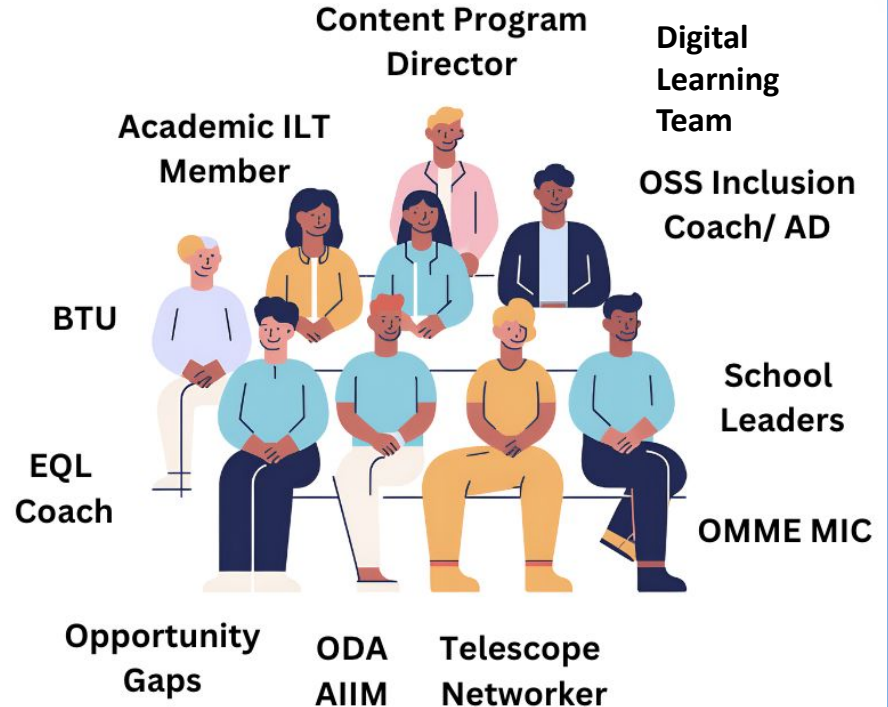 Content Program
Director
Digital
Learning
Team
Academic ILT
Member
OSS Inclusion
Coach/ AD
BTU
School
Leaders
EQL
Coach
OMME MIC
Opportunity
Gaps
ODA
AIIM
Telescope
Networker